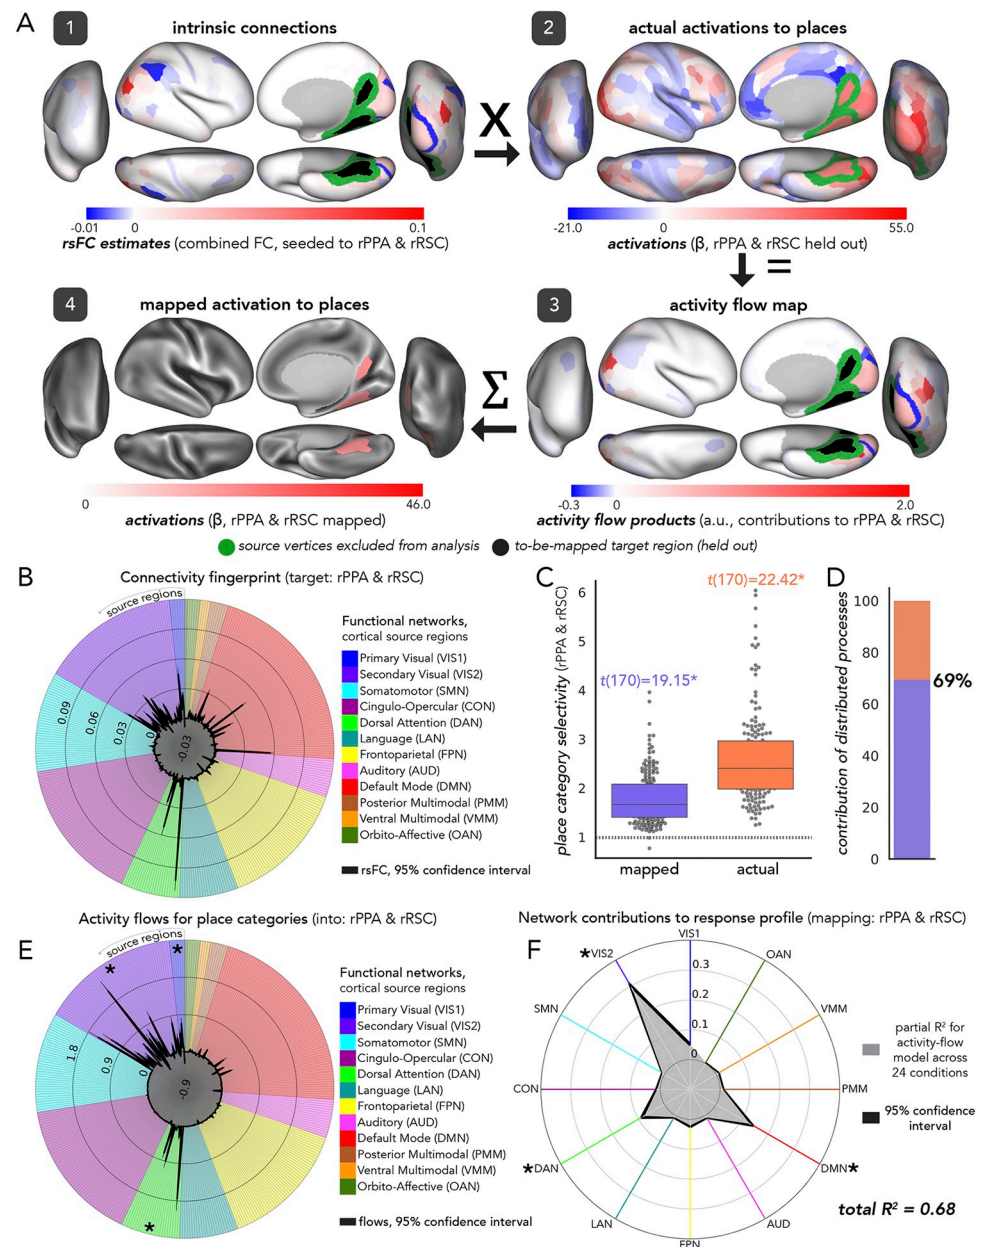 A
1
intrinsic connections
-0.01
0
0.1
rsFC estimates (combined FC, seeded to rPPA & rRSC)
X
2
actual activations to places
-21.0
0
55.0
activations (β, rPPA & rRSC held out)
=
4
mapped activation to places
0
46.0
activations (β, rPPA & rRSC mapped)
Σ
3
activity flow map
-0.3
0
2.0
activity flow products (a.u., contributions to rPPA & rRSC)
source vertices excluded from analysis
to-be-mapped target region (held out)
B
Connectivity fingerprint (target: rPPA & rRSC)
source regions
0.09
0.06
0.03
0
-0.03
Functional networks,
cortical source regions
Primary Visual (VIS1)
Secondary Visual (VIS2)
Somatomotor (SMN)
Cingulo-Opercular (CON)
Dorsal Attention (DAN)
Language (LAN)
Frontoparietal (FPN)
Auditory (AUD)
Default Mode (DMN)
Posterior Multimodal (PMM)
Ventral Multimodal (VMM)
Orbito-Affective (OAN)
rsFC, 95% confidence interval
C
place category selectivity (rPPA & rRSC)
6
5
4
3
2
1
t(170)=19.15*
t(170)=22.42*
mapped
actual
D
contribution of distributed processes
100
80
60
40
20
0
69%
E
Activity flows for place categories (into: rPPA & rRSC)
source regions
*
*
*
1.8
0.9
0
-0.9
Functional networks,
cortical source regions
Primary Visual (VIS1)
Secondary Visual (VIS2)
Somatomotor (SMN)
Cingulo-Opercular (CON)
Dorsal Attention (DAN)
Language (LAN)
Frontoparietal (FPN)
Auditory (AUD)
Default Mode (DMN)
Posterior Multimodal (PMM)
Ventral Multimodal (VMM)
Orbito-Affective (OAN)
flows, 95% confidence interval
F
Network contributions to response profile (mapping: rPPA & rRSC)
VIS1
OAN
VMM
PMM
DMN*
AUD
FPN
LAN
*DAN
CON
SMN
*VIS2
0.3
0.2
0.1
0
partial R² for
activity-flow
model across
24 conditions
95% confidence
interval
total R² = 0.68